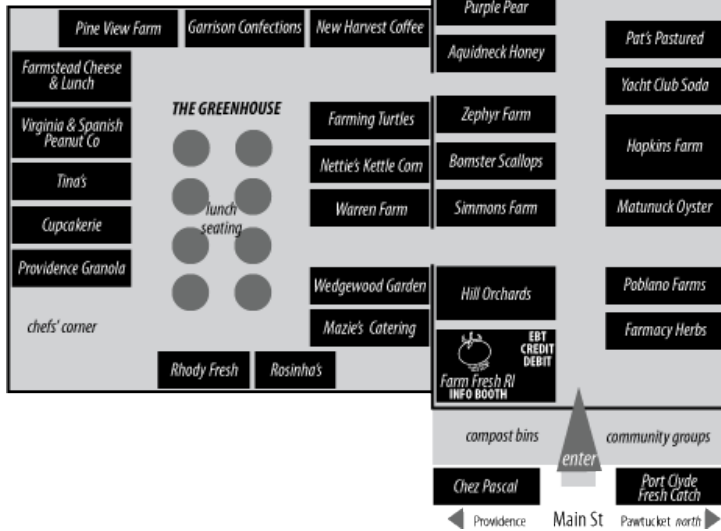 Purple Pear
Pine View Farm
Garrison Confections
New Harvest Coffee
Aquidneck Honey
Pat's Pastured
Farmstead Cheese
& Lunch
Yacht Club Soda
THE GREENHOUSE
Virginia & Spanish
Peanut Co
Farming Turtles
Zephyr Farm
Hopkins Farm
Nettie's Kettle Corn
Bomster Scallops
Tina's
lunch
seating
Warren Farm
Simmons Farm
Matunuck Oyster
Cupcakerie
Providence Granola
Wedgewood Garden
Hill Orchards
Poblano Farms
chefs' corner
Mazie's Catering
Farmacy Herbs
EBT
CREDIT
DEBIT
Rhody Fresh
Rosinha's
Farm Fresh RI
INFO BOOTH
compost bins
enter
community groups
Chez Pascal
Port Clyde
Fresh Catch
Providence
Main St
Pawtucket north